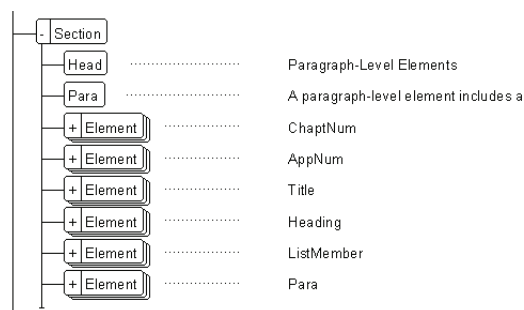 - Section
Head Paragraph-Level Elements
Para A paragraph-level element includes a
+ Element ChaptNum
+ Element AppNum
+ Element Title
+ Element Heading
+ Element ListMember
+ Element Para